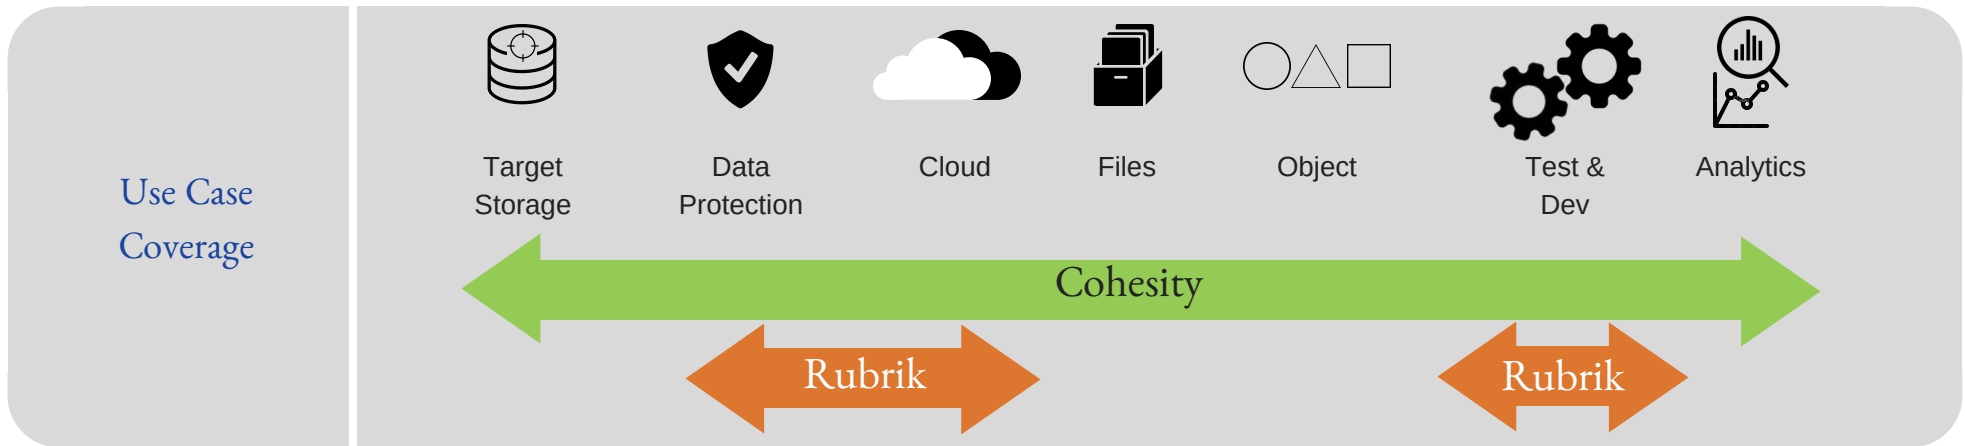 Use Case
Coverage
Target
Storage
Data
Protection
Cloud
Files
Object
Test &
Dev
Analytics
Cohesity
Rubrik
Rubrik